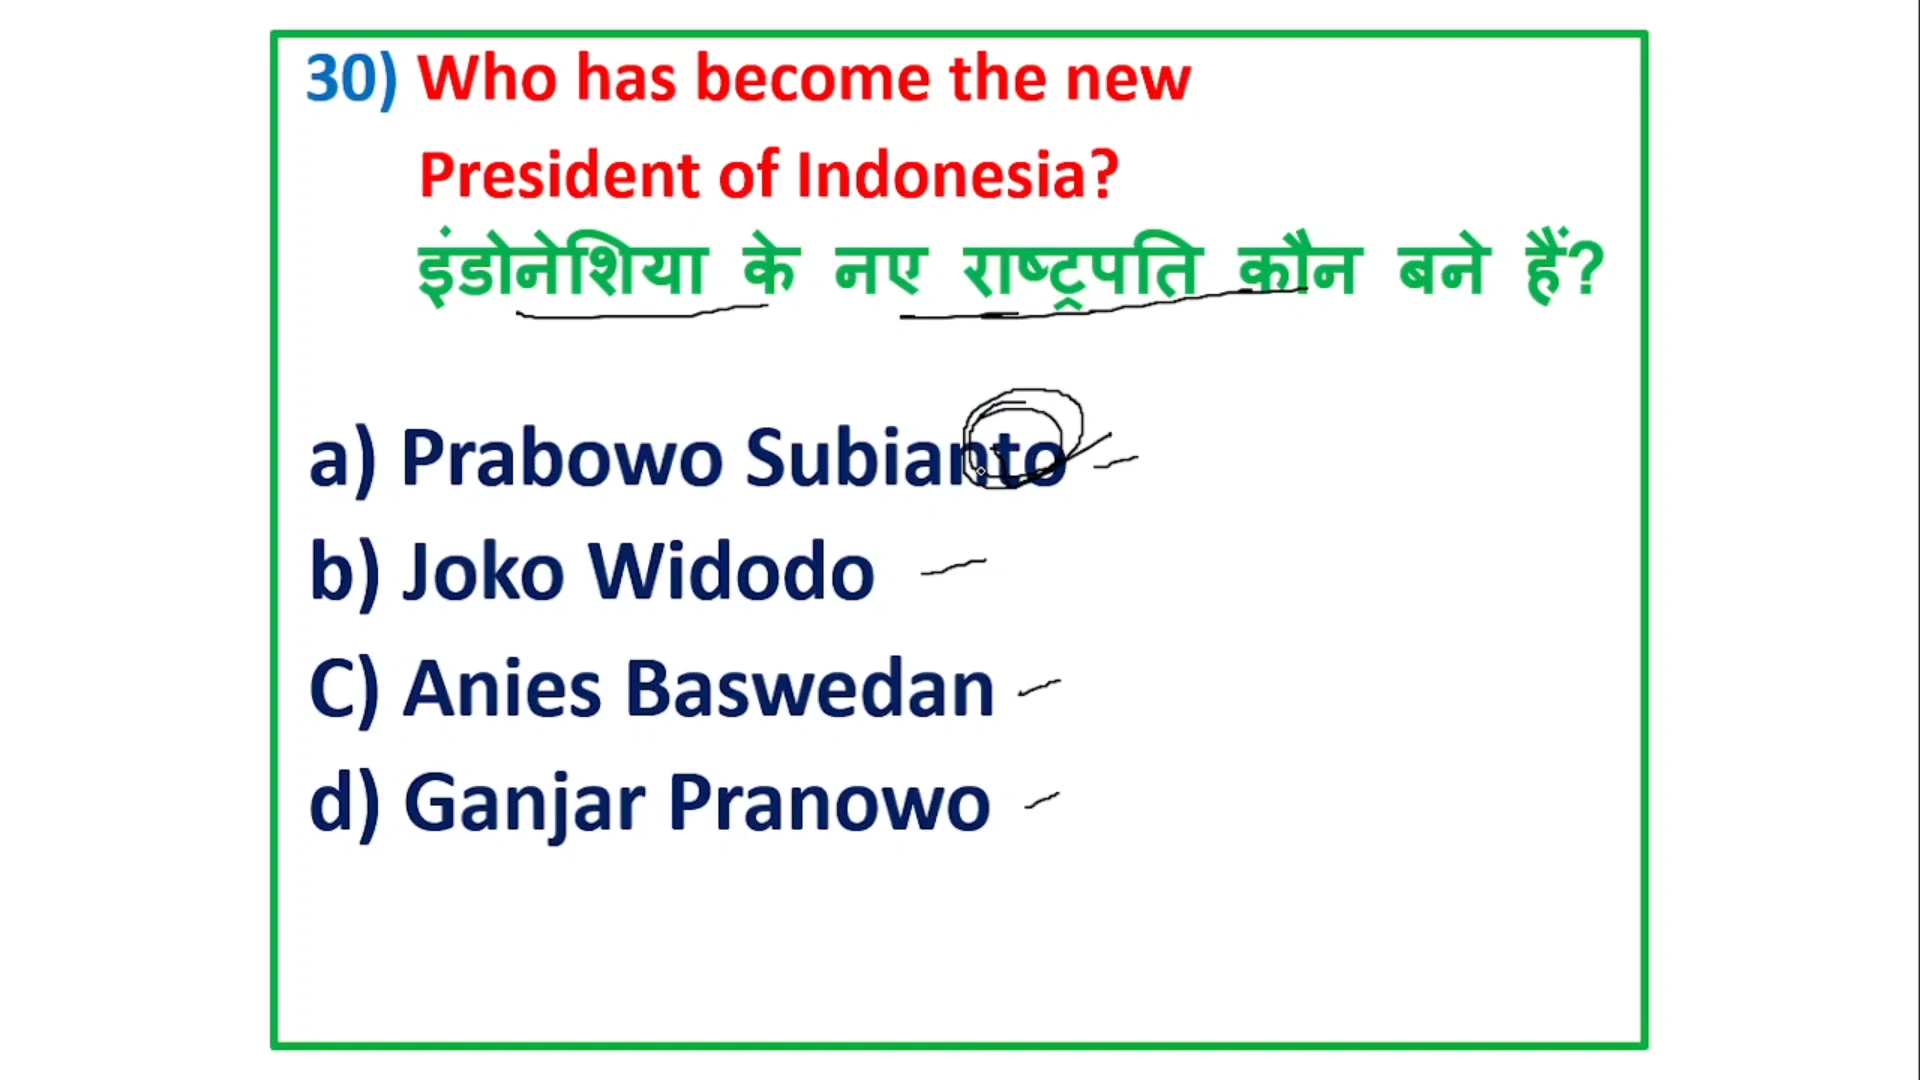 30) Who has become the new
President of Indonesia?
इंडोनेशिया के नए राष्ट्रपति कौन बने हैं?
a) Prabowo Subianto
b) Joko Widodo
C) Anies Baswedan
d) Ganjar Pranowo